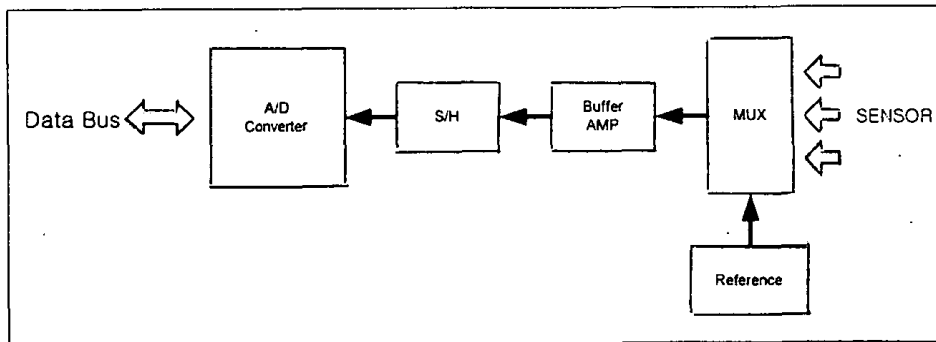 Data Bus
A/D
Converter
S/H
Buffer
AMP
MUX
SENSOR
Reference